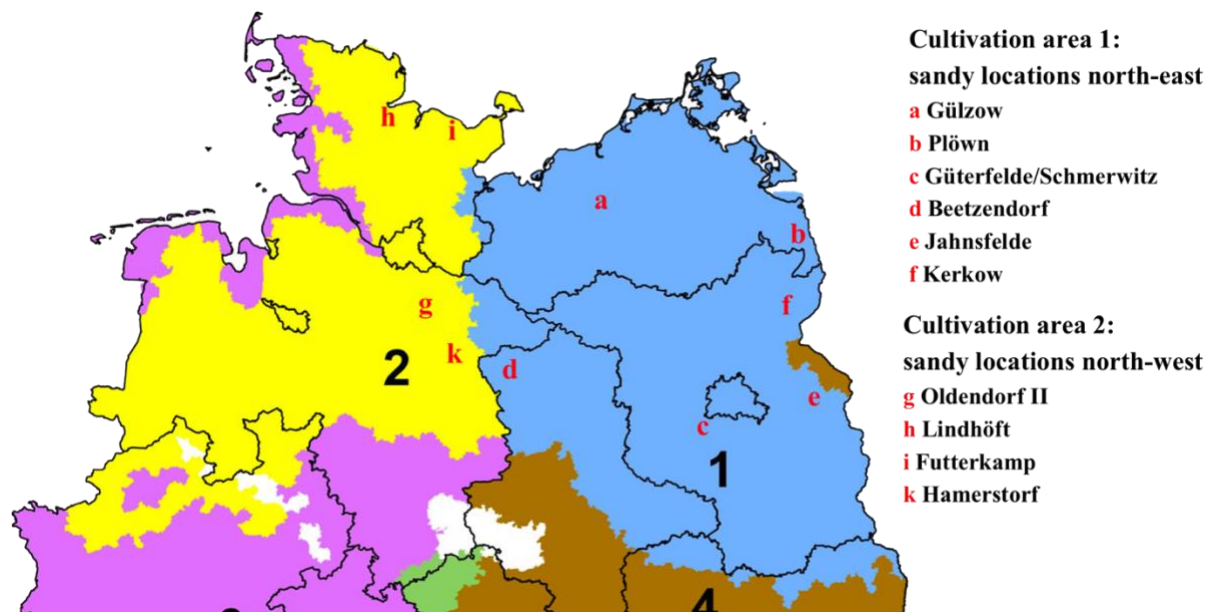 Cultivation area 1:
sandy locations north-east
a Gülzow
b Plöwn
c Güterfelde/Schmerwitz
d Beetzendorf
e Jahnsfelde
f Kerkow
Cultivation area 2:
sandy locations north-west
g Oldendorf II
h Lindhöft
i Futterkamp
k Hamerstorf
h
i
a
b
g
f
k
2
d
e
c
1
4